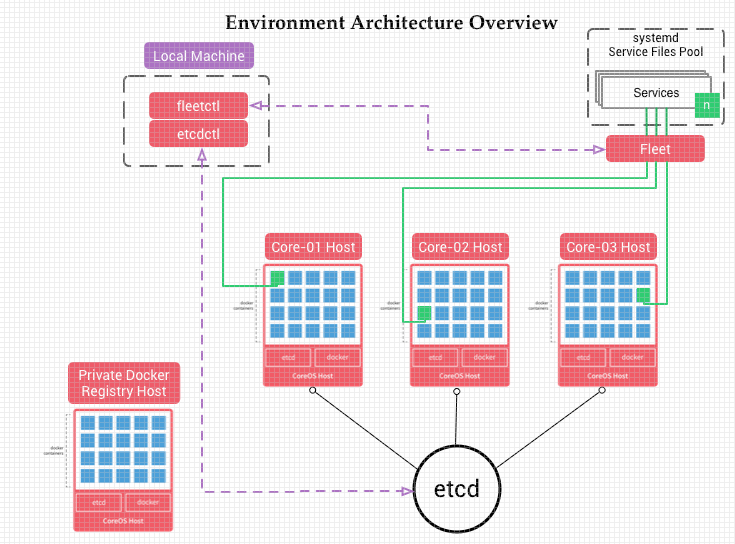 Environment Architecture Overview
Local Machine
fleetctl
etcdctl
systemd
Service Files Pool
Services
n
Fleet
Core-01 Host
docker
containers
etcd
docker
CoreOS Host
Core-02 Host
docker
containers
etcd
docker
CoreOS Host
Core-03 Host
docker
containers
etcd
docker
CoreOS Host
Private Docker
Registry Host
docker
containers
etcd
docker
CoreOS Host
etcd